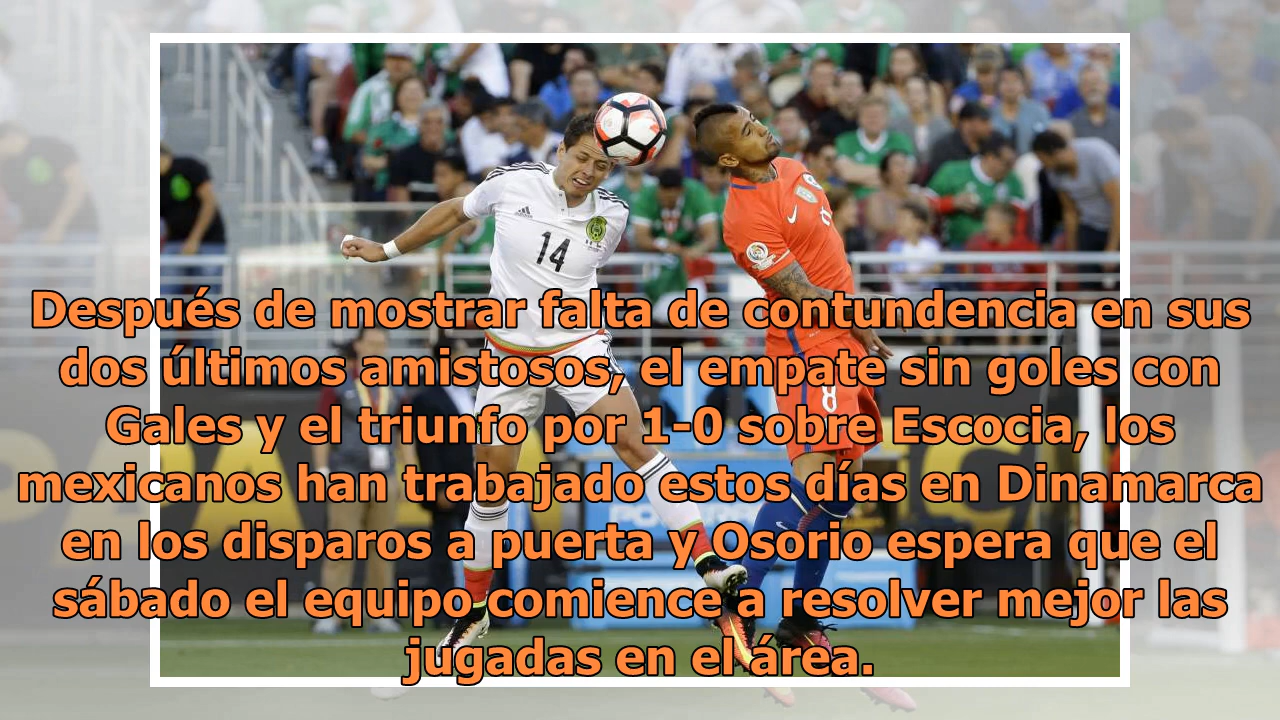 14
Después de mostrar falta de contundencia en sus
dos últimos amistosos, el empate sin goles con
Gales y el triunfo por 1-0 sobre Escocia, los
8
mexicanos han trabajado estos días en Dinamarca
en los disparos a puerta y Osorio espera que el
sábado el equipo comience a resolver mejor las
jugadas en el área.